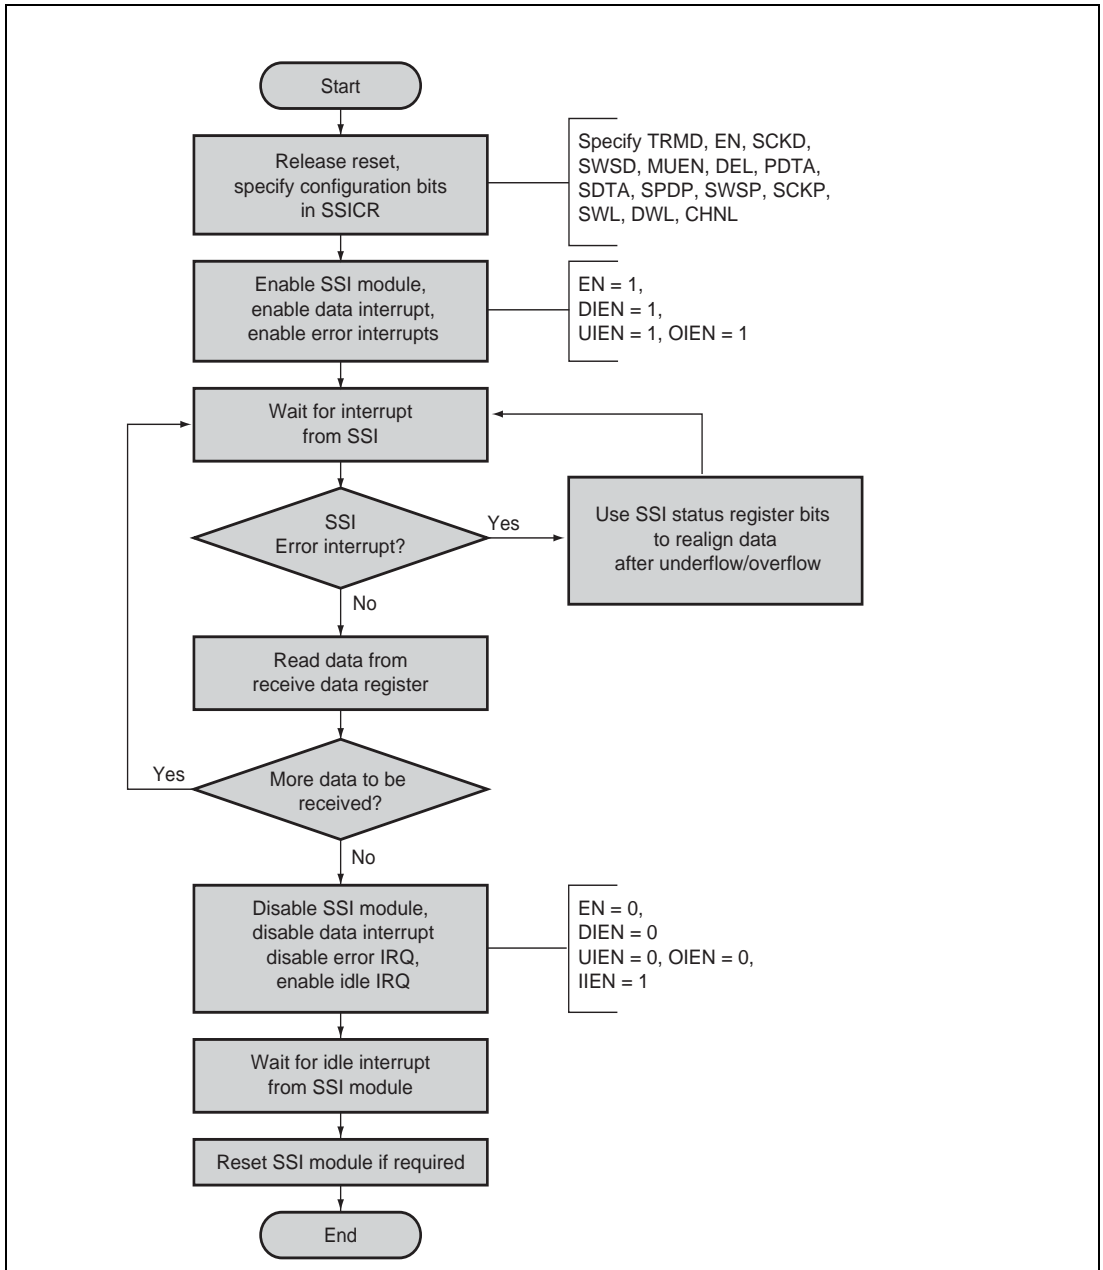 Start
Release reset,
specify configuration bits
in SSICR
Specify TRMD, EN, SCKD,
SWSD, MUEN, DEL, PDTA,
SDTA, SPDP, SWSP, SCKP,
SWL, DWL, CHNL
Enable SSI module,
enable data interrupt,
enable error interrupts
EN = 1,
DIEN = 1,
UIEN = 1, OIEN = 1
Wait for interrupt
from SSI
SSI
Error interrupt?
Yes
Use SSI status register bits
to realign data
after underflow/overflow
No
Read data from
receive data register
Yes
More data to be
received?
No
Disable SSI module,
disable data interrupt
disable error IRQ,
enable idle IRQ
EN = 0,
DIEN = 0
UIEN = 0, OIEN = 0,
IIEN = 1
Wait for idle interrupt
from SSI module
Reset SSI module if required
End